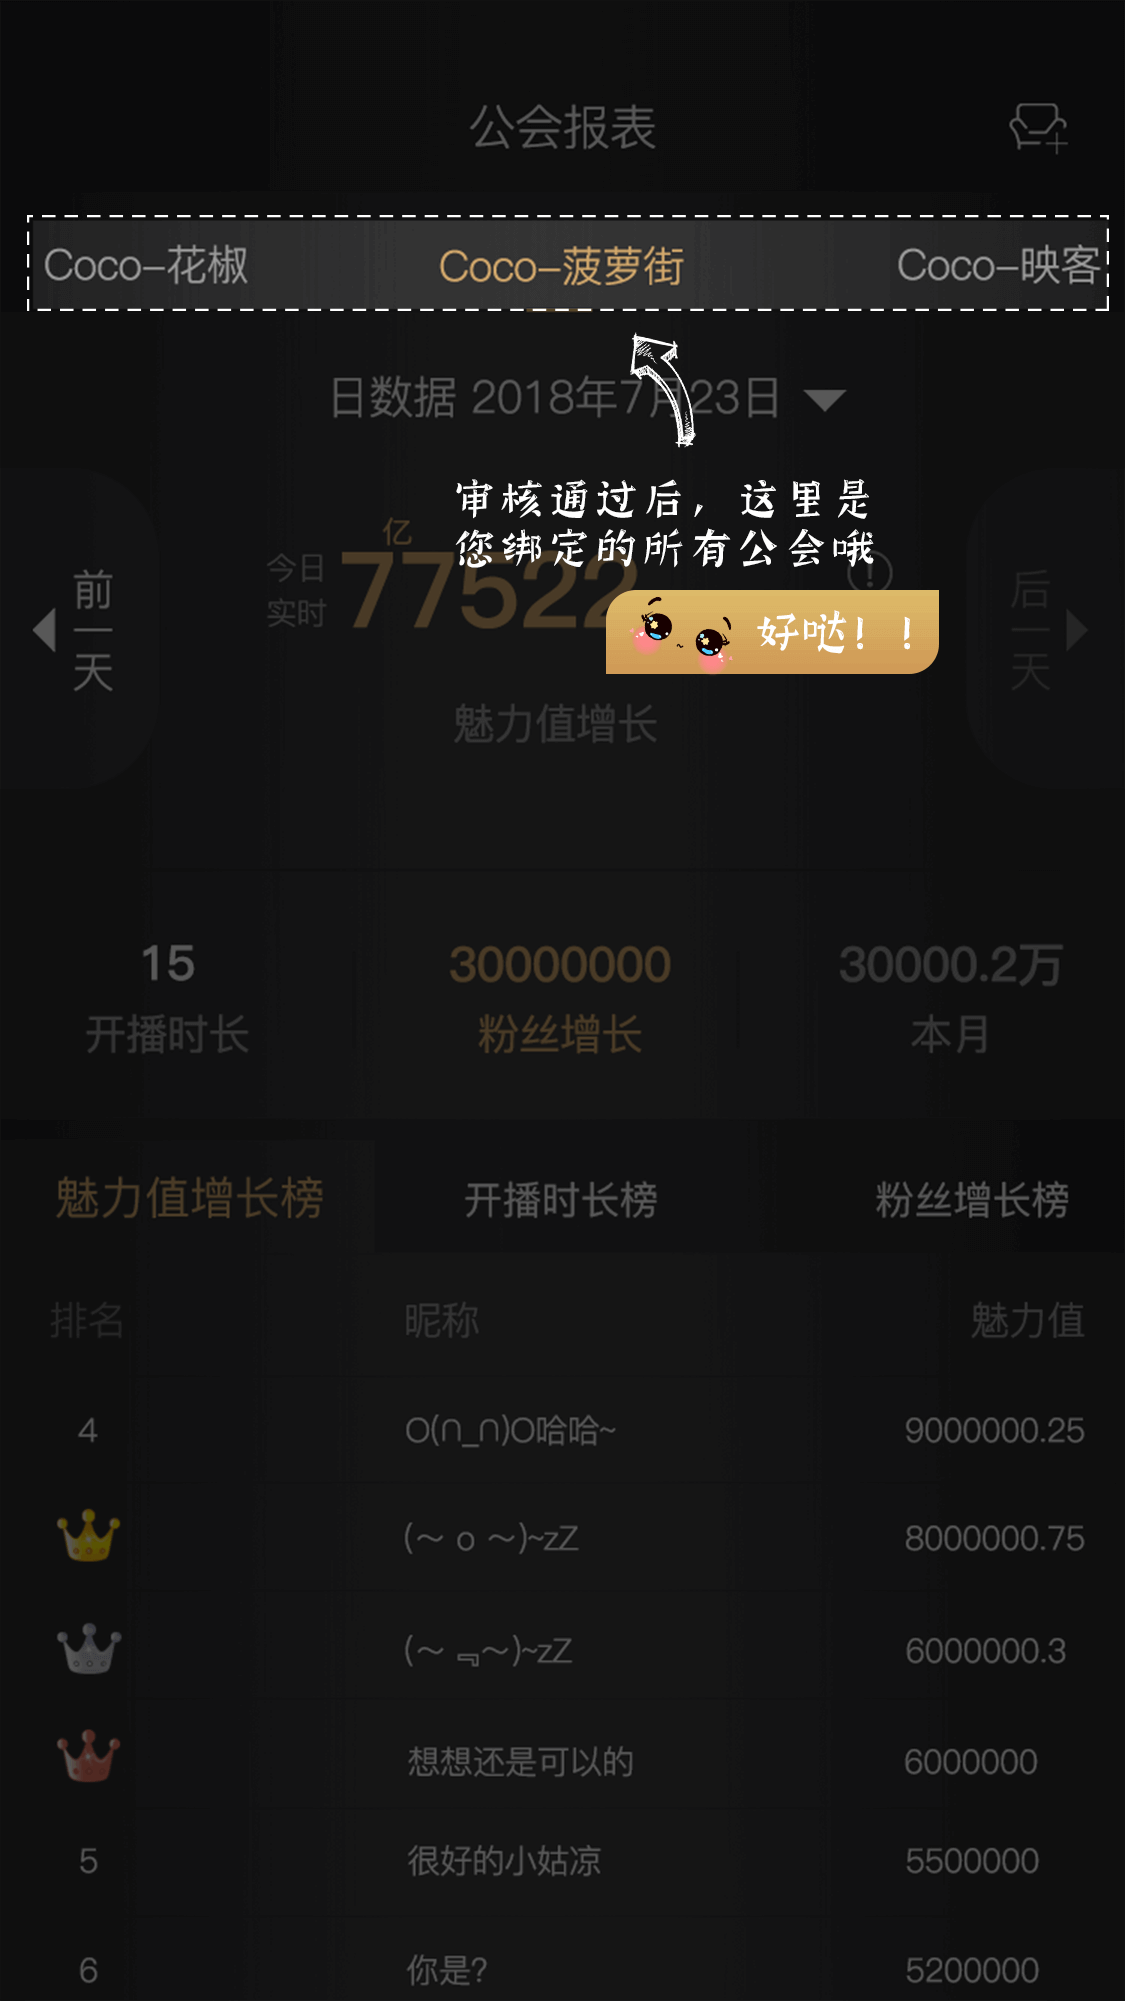 公会报表
Coco-花椒 Coco-菠萝街 Coco-映客
日数据 2018年7月23日
审核通过后，这里是
您绑定的所有公会哦
好哒！！
前一天
今日实时
亿
77522
后一天
魅力值增长
15 30000000 30000.2万
开播时长 粉丝增长 本月
魅力值增长榜 开播时长榜 粉丝增长榜
排名 昵称 魅力值
4 O(∩_∩)O哈哈~ 9000000.25
(～ o ～)~zZ 8000000.75
(～﹃～)~zZ 6000000.3
想想还是可以的 6000000
5 很好的小姑凉 5500000
6 你是? 5200000